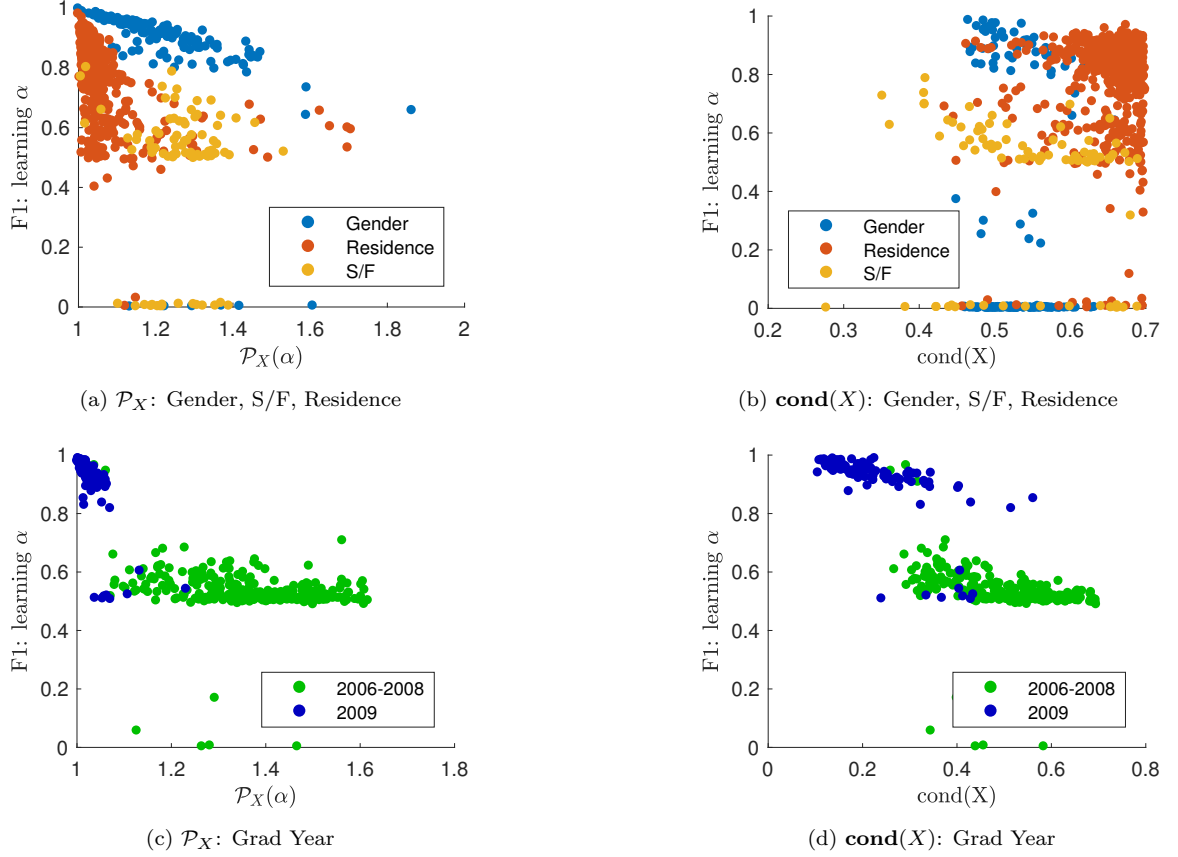 1
0.8
0.6
0.4
0.2
0
F1: learning α
Gender
Residence
S/F
1 1.2 1.4 1.6 1.8 2
𝒫_X(α)
(a) 𝒫_X: Gender, S/F, Residence
1
0.8
0.6
0.4
0.2
0
F1: learning α
Gender
Residence
S/F
0.2 0.3 0.4 0.5 0.6 0.7
cond(X)
(b) cond(X): Gender, S/F, Residence
1
0.8
0.6
0.4
0.2
0
F1: learning α
2006-2008
2009
1 1.2 1.4 1.6 1.8
𝒫_X(α)
(c) 𝒫_X: Grad Year
1
0.8
0.6
0.4
0.2
0
F1: learning α
2006-2008
2009
0 0.2 0.4 0.6 0.8
cond(X)
(d) cond(X): Grad Year